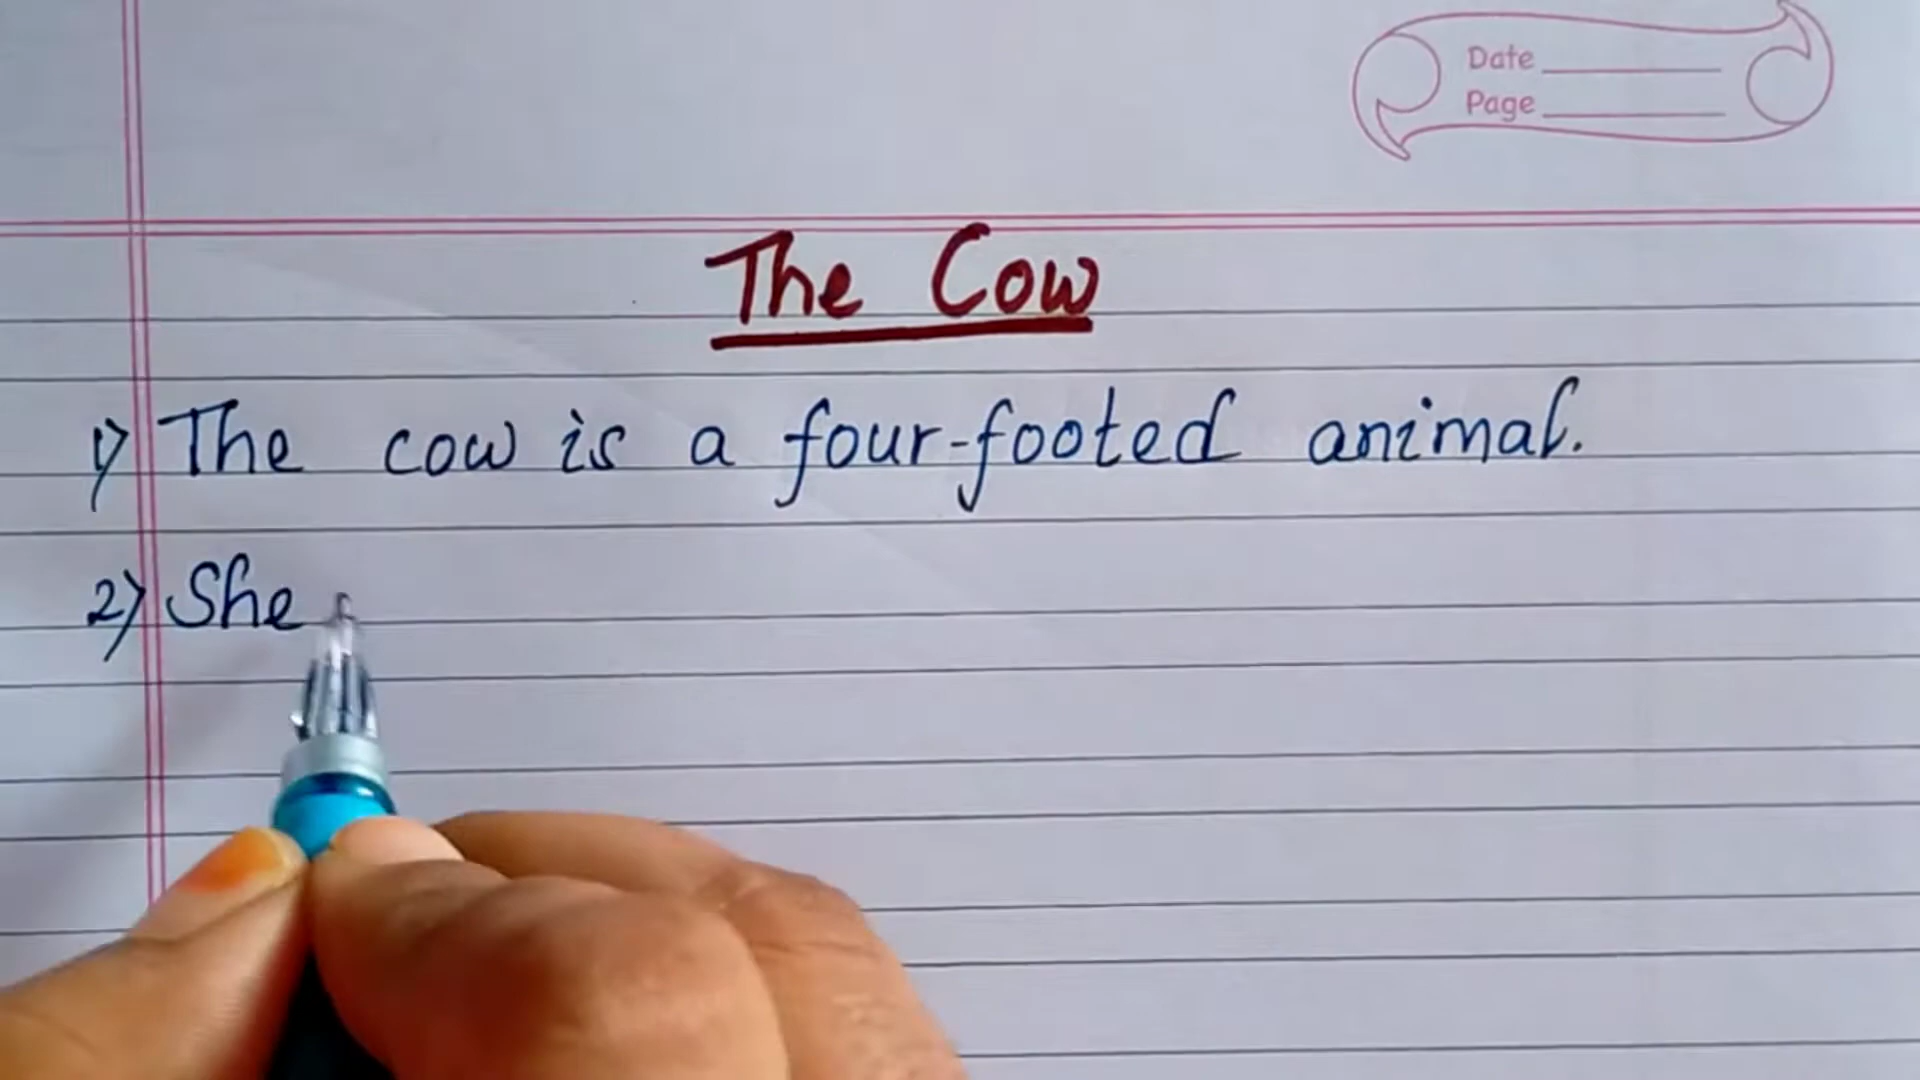 Date
Page
The Cow
1) The cow is a four-footed animal.
2) She